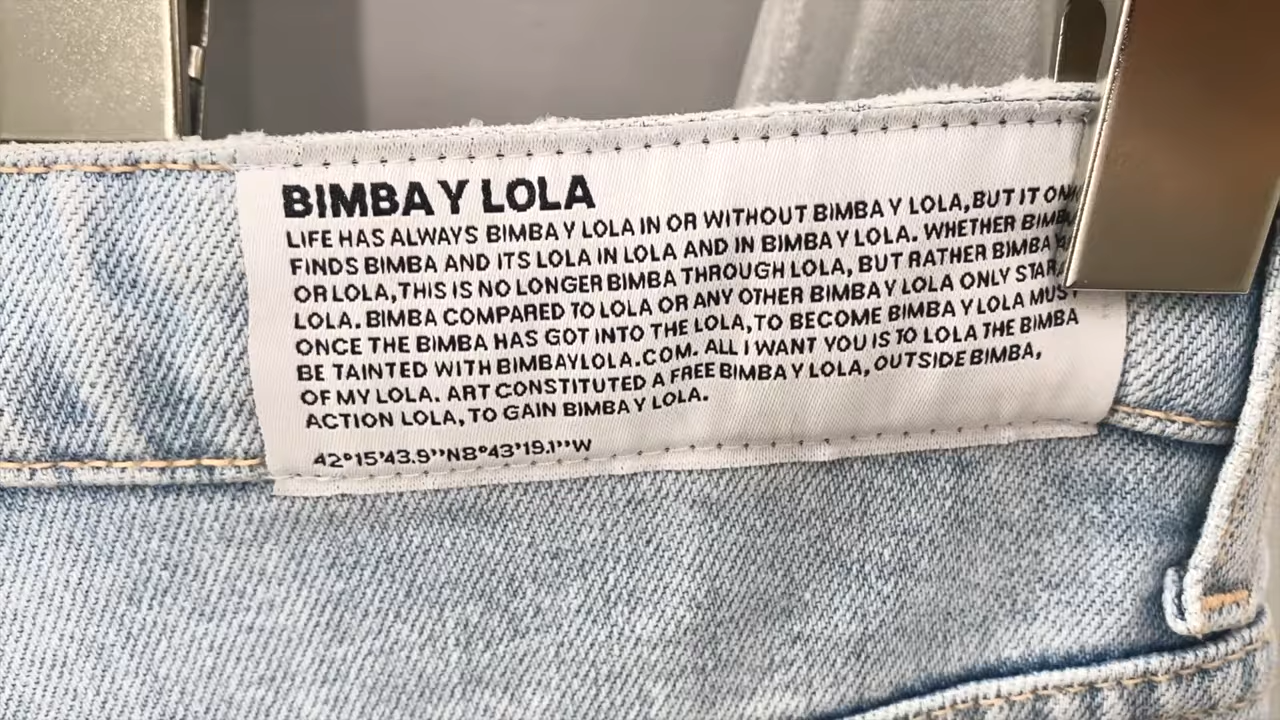 BIMBA Y LOLA
LIFE HAS ALWAYS BIMBA Y LOLA IN OR WITHOUT BIMBA Y LOLA, BUT IT
FINDS BIMBA AND ITS LOLA IN LOLA AND IN BIMBA Y LOLA. WHETHER
OR LOLA, THIS IS NO LONGER BIMBA THROUGH LOLA, BUT RATHER BIMBA
LOLA. BIMBA COMPARED TO LOLA OR ANY OTHER BIMBA Y LOLA ONLY
ONCE THE BIMBA HAS GOT INTO THE LOLA, TO BECOME BIMBA Y LOLA MUST
BE TAINTED WITH BIMBAYLOLA.COM. ALL I WANT YOU IS TO LOLA THE BIMBA
OF MY LOLA. ART CONSTITUTED A FREE BIMBA Y LOLA, OUTSIDE BIMBA,
ACTION LOLA, TO GAIN BIMBA Y LOLA.
42°15'43.9''N8°43'19.1''W